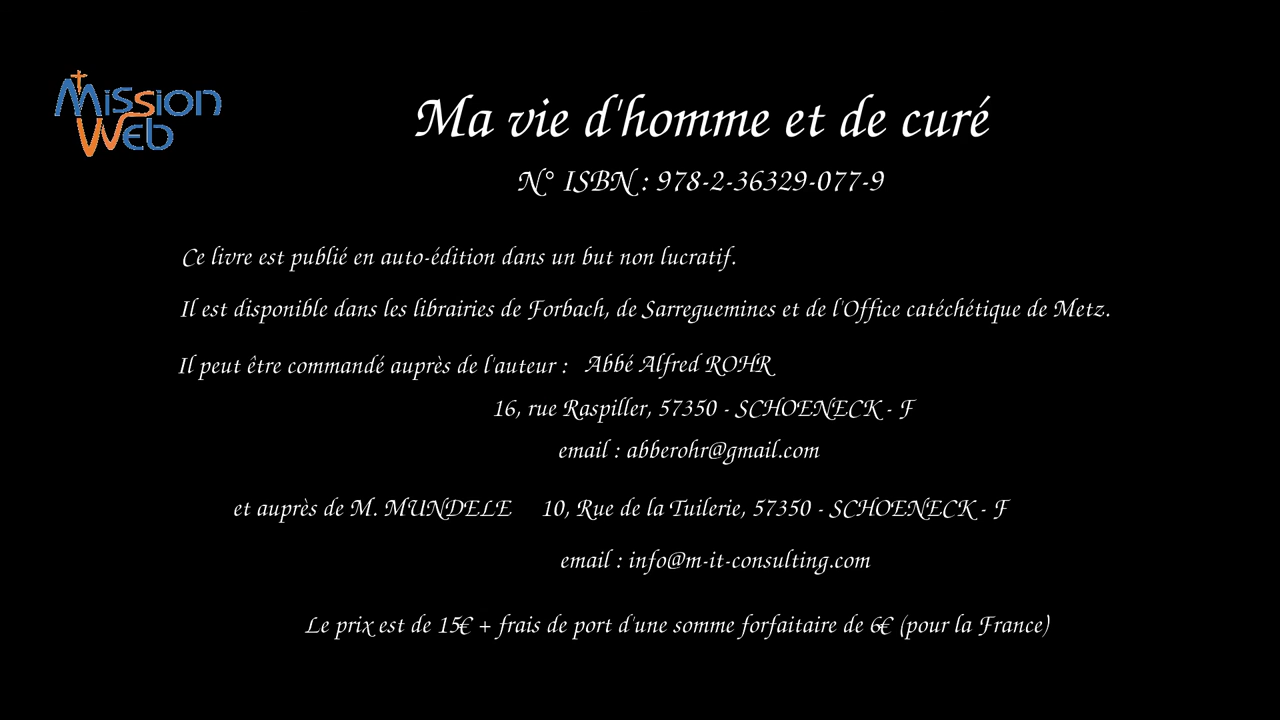 Mission
Web
Ma vie d'homme et de curé
N° ISBN : 978-2-36329-077-9
Ce livre est publié en auto-édition dans un but non lucratif.
Il est disponible dans les librairies de Forbach, de Sarreguemines et de l'Office catéchétique de Metz.
Il peut être commandé auprès de l'auteur : Abbé Alfred ROHR
16, rue Raspiller, 57350 - SCHOENECK - F
email : abberohr@gmail.com
et auprès de M. MUNDELE 10, Rue de la Tuilerie, 57350 - SCHOENECK - F
email : info@m-it-consulting.com
Le prix est de 15€ + frais de port d'une somme forfaitaire de 6€ (pour la France)